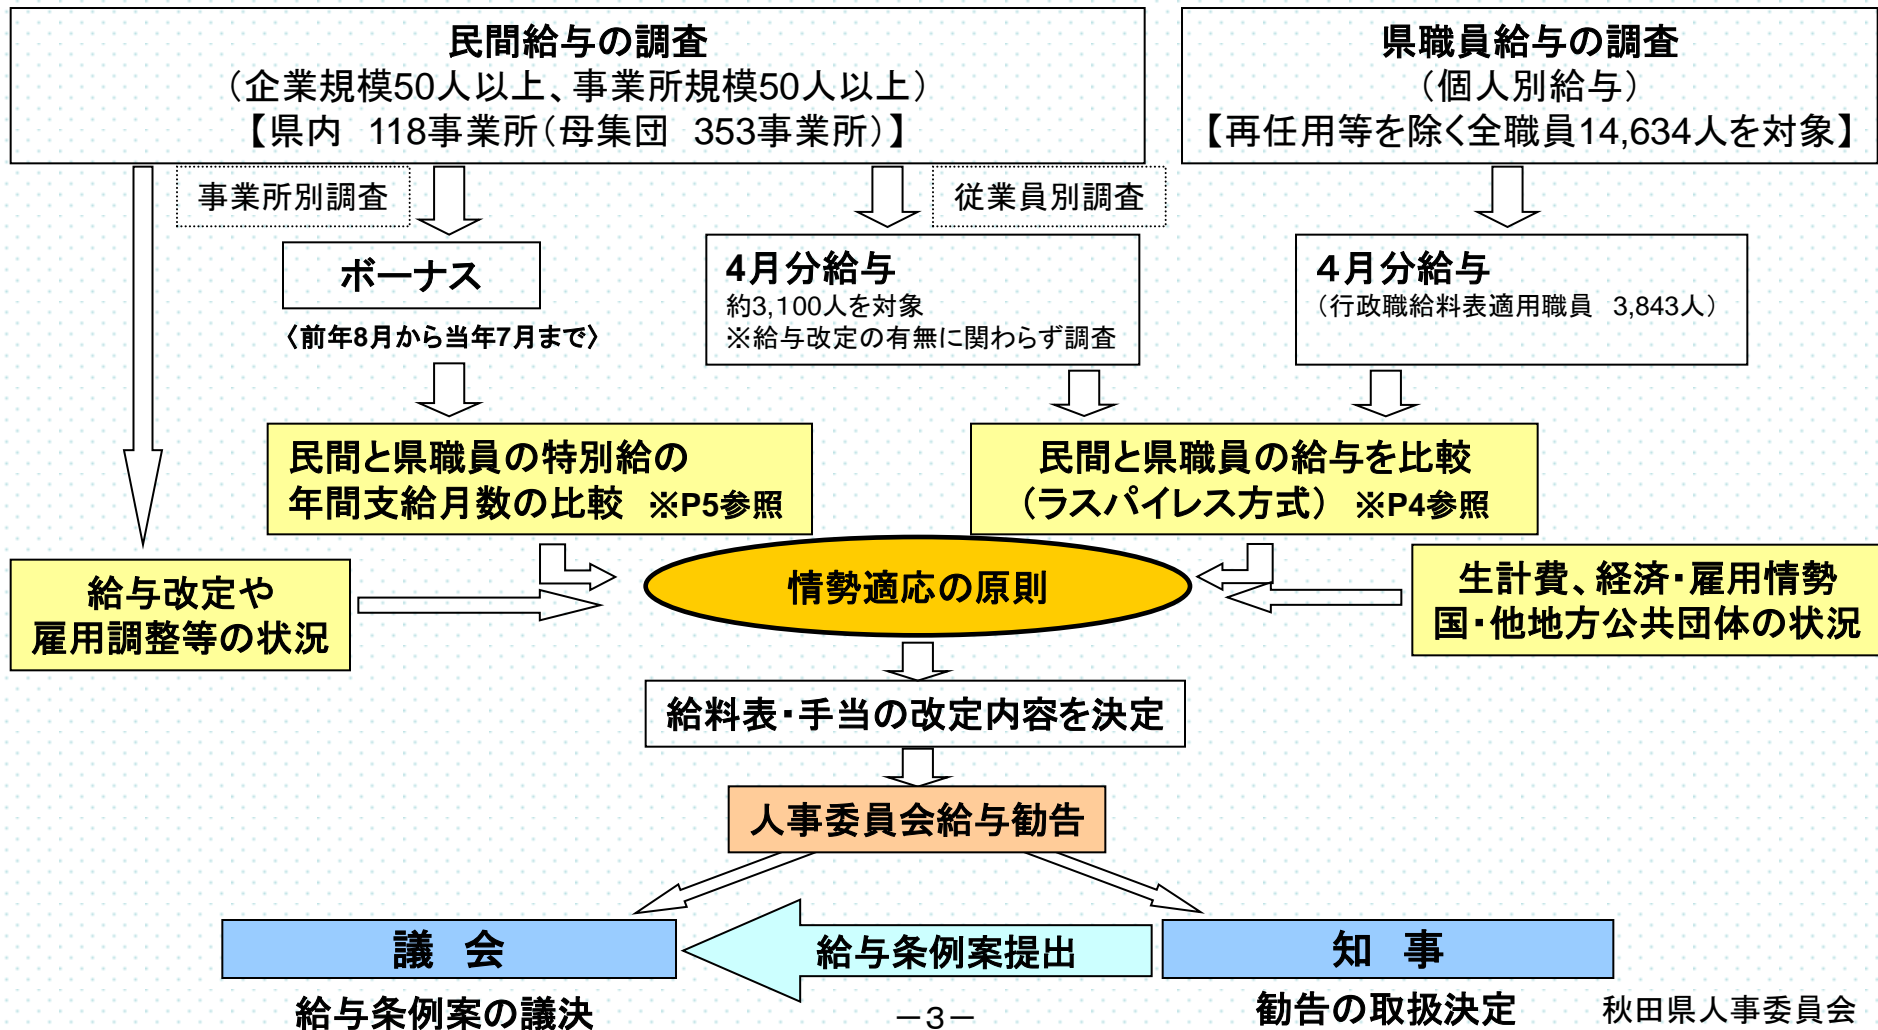 民間給与の調査
（企業規模50人以上、事業所規模50人以上）
【県内　118事業所（母集団　353事業所）】
県職員給与の調査
（個人別給与）
【再任用等を除く全職員14,634人を対象】
事業所別調査
従業員別調査
ボーナス
〈前年8月から当年7月まで〉
4月分給与
約3,100人を対象
※給与改定の有無に関わらず調査
４月分給与
（行政職給料表適用職員　3,843人）
民間と県職員の特別給の
年間支給月数の比較　※P5参照
民間と県職員の給与を比較
（ラスパイレス方式）　※P4参照
給与改定や
雇用調整等の状況
情勢適応の原則
生計費、経済・雇用情勢
国・他地方公共団体の状況
給料表・手当の改定内容を決定
人事委員会給与勧告
議　会
給与条例案提出
知　事
給与条例案の議決
－3－
勧告の取扱決定
秋田県人事委員会